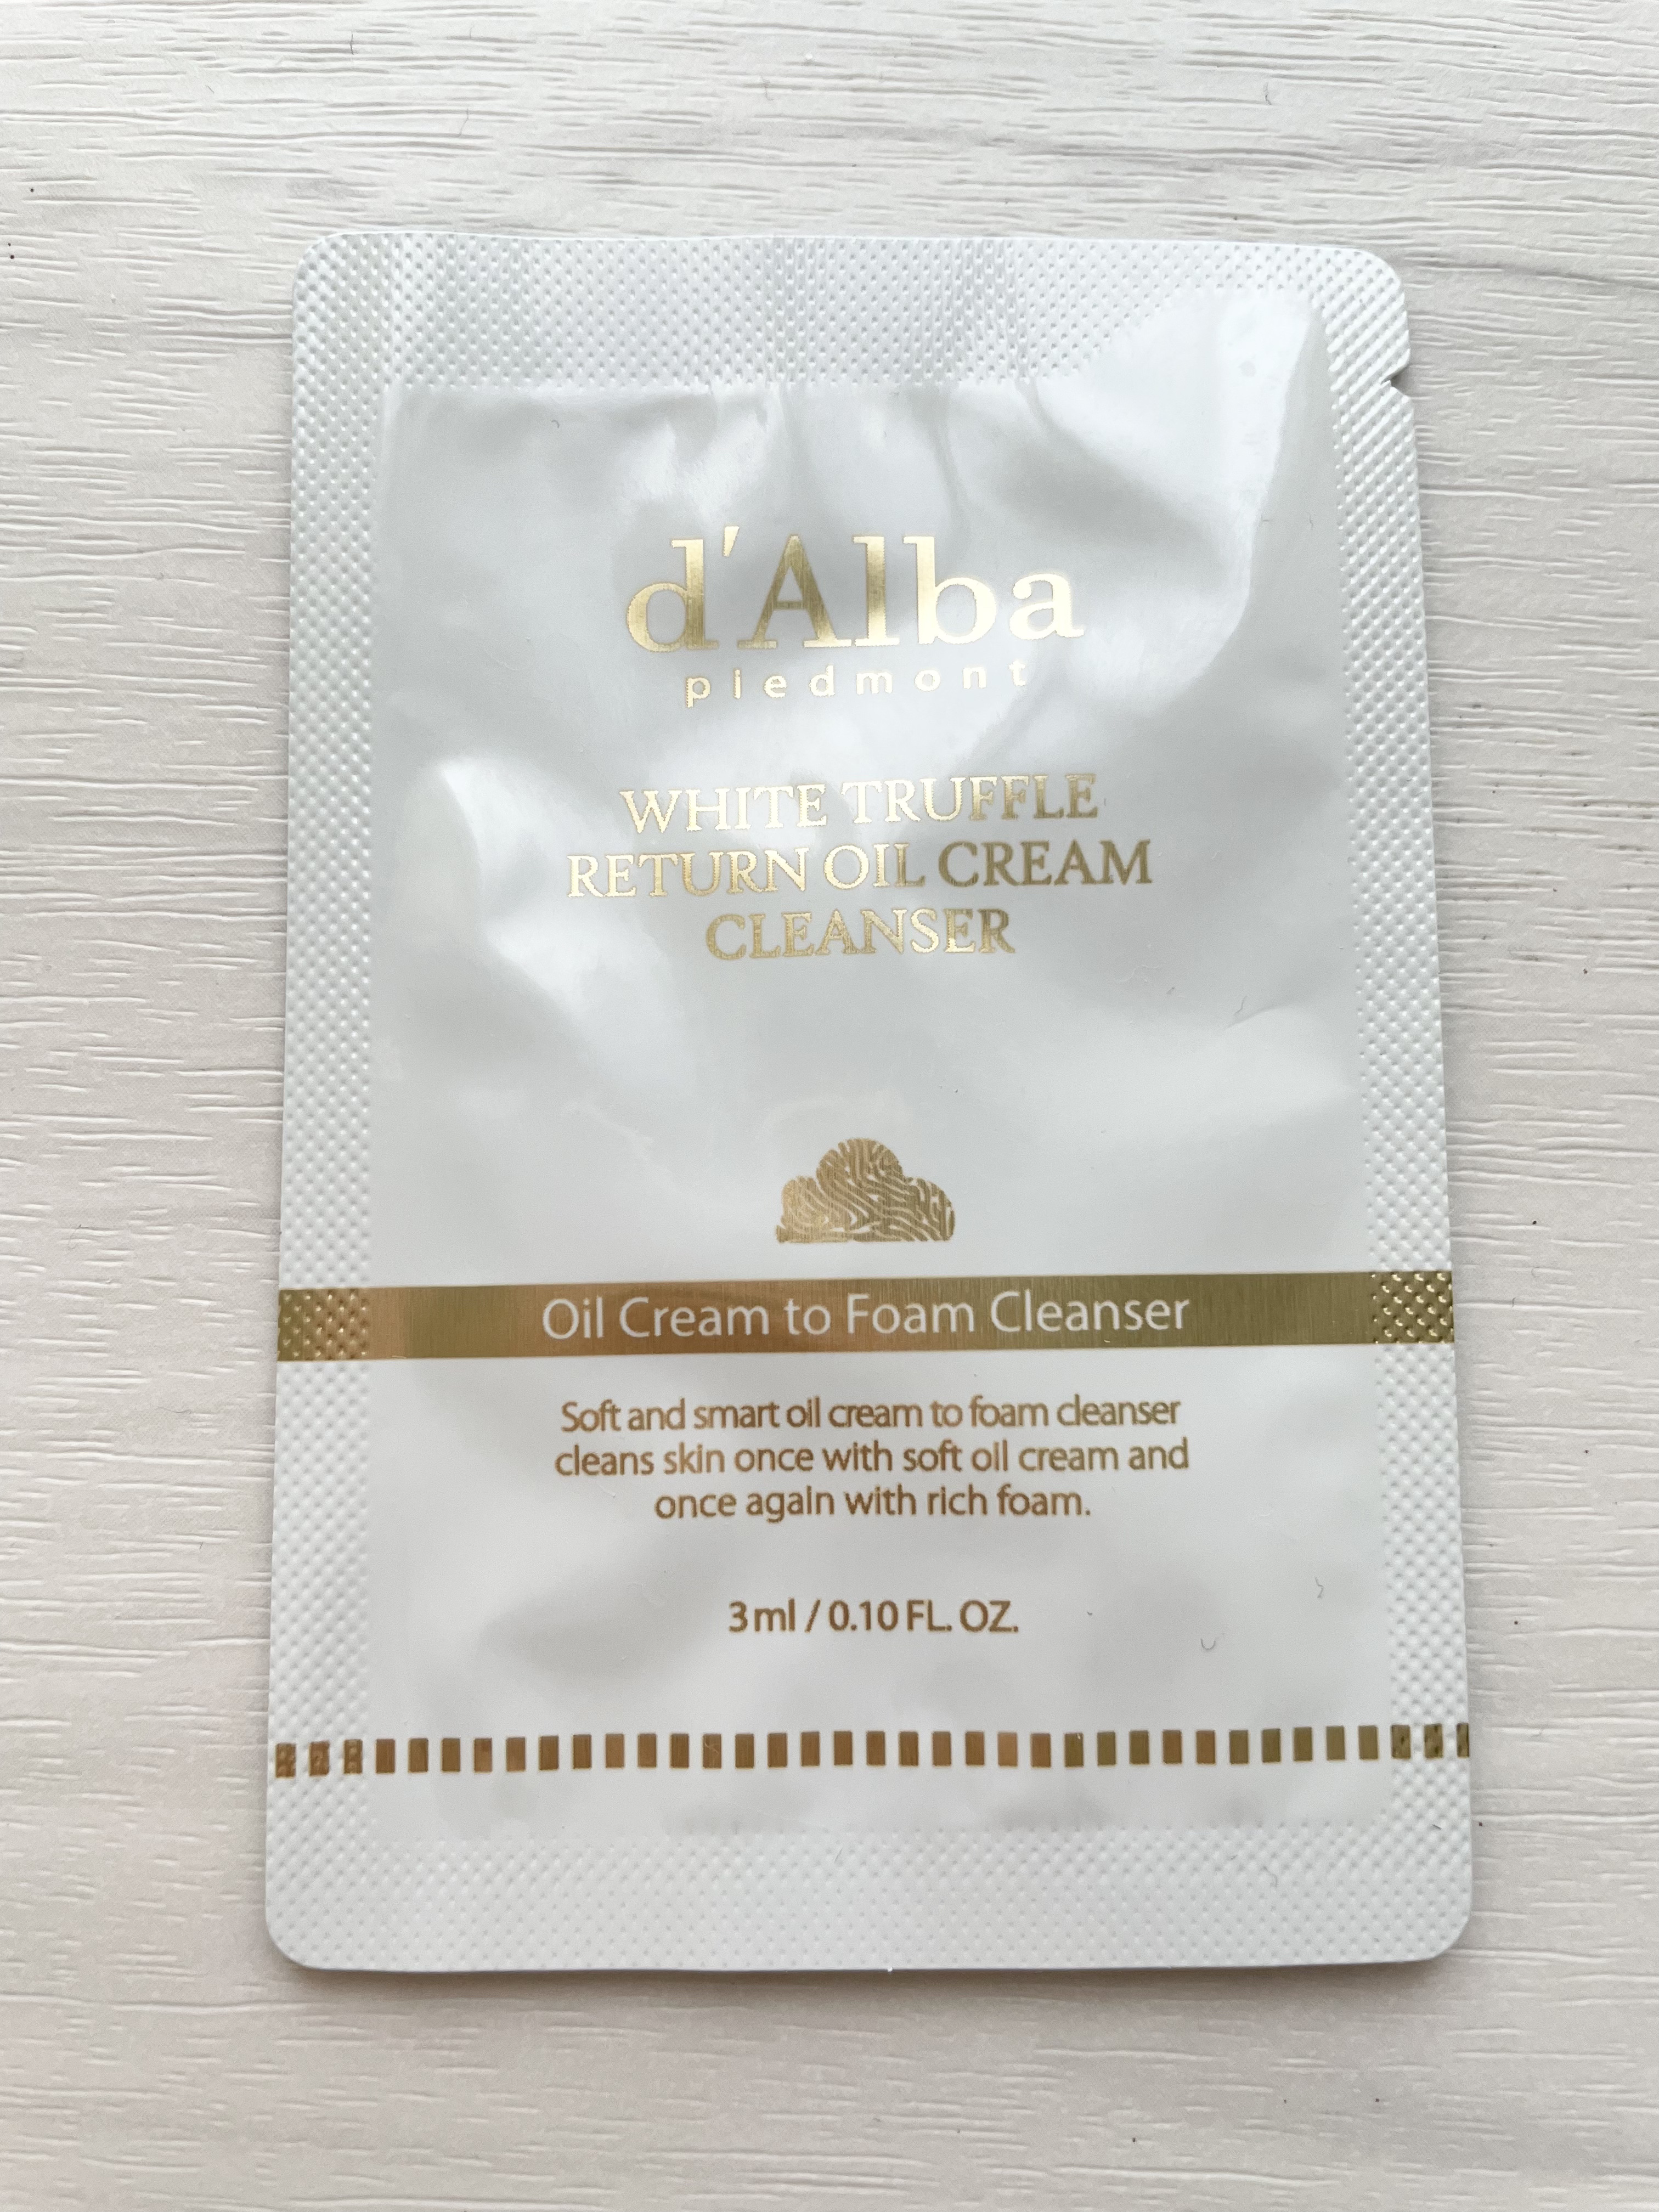 d'Alba
piedmont
WHITE TRUFFLE
RETURN OIL CREAM
CLEANSER
Oil Cream to Foam Cleanser
Soft and smart oil cream to foam cleanser
cleans skin once with soft oil cream and
once again with rich foam.
3ml / 0.10 FL. OZ.